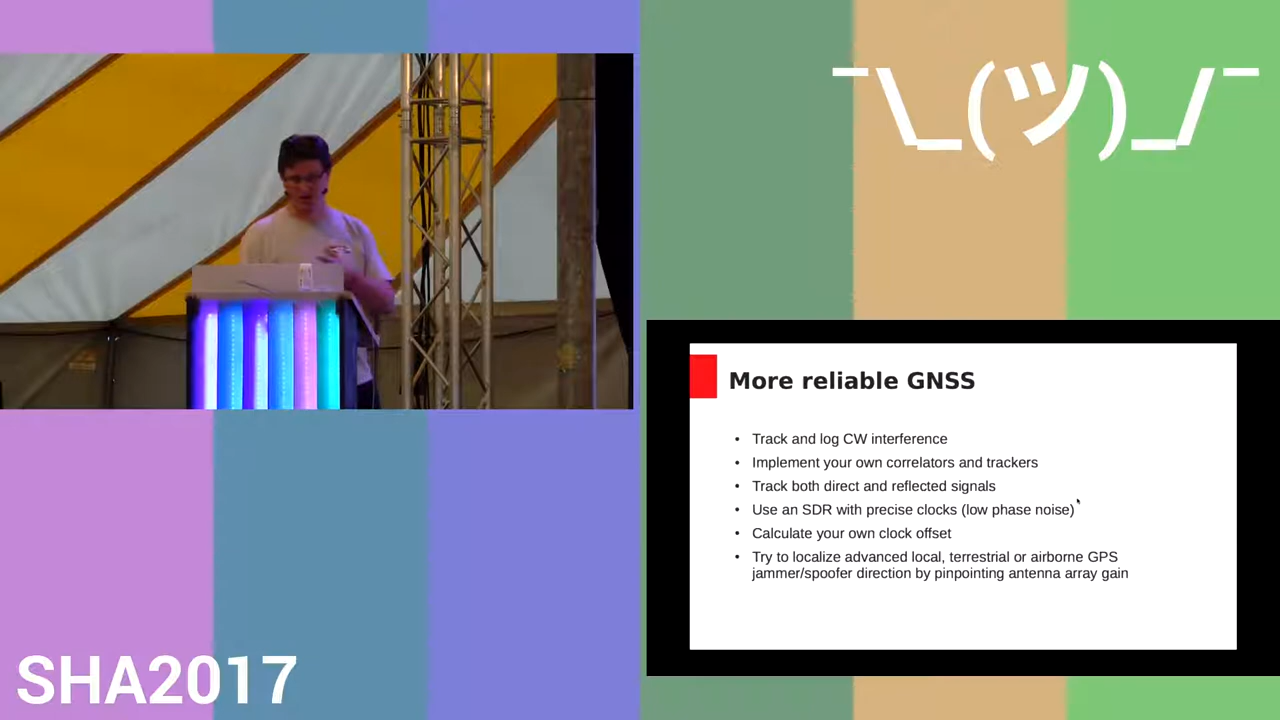 ¯\_(ツ)_/¯
More reliable GNSS
• Track and log CW interference
• Implement your own correlators and trackers
• Track both direct and reflected signals
• Use an SDR with precise clocks (low phase noise)
• Calculate your own clock offset
• Try to localize advanced local, terrestrial or airborne GPS
jammer/spoofer direction by pinpointing antenna array gain
SHA2017